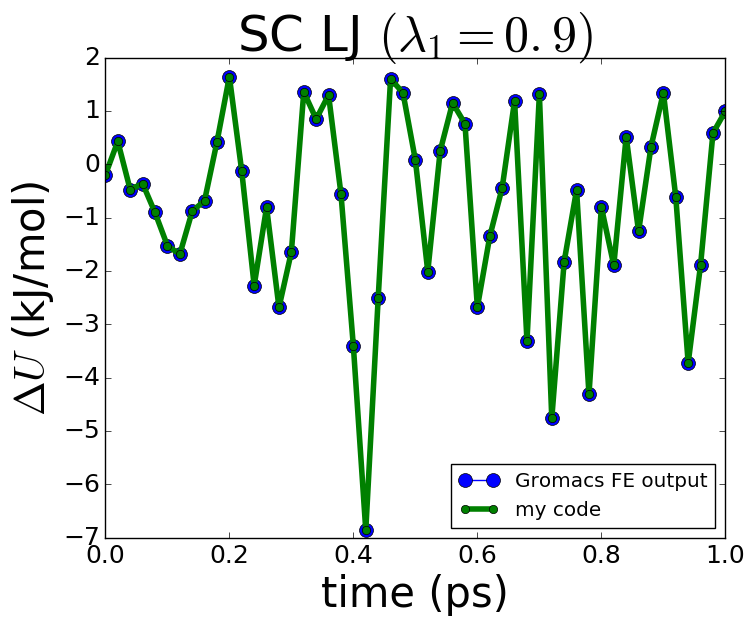 SC LJ (λ₁ = 0.9)
ΔU (kJ/mol)
2
1
0
−1
−2
−3
−4
−5
−6
−7
Gromacs FE output
my code
0.0 0.2 0.4 0.6 0.8 1.0
time (ps)